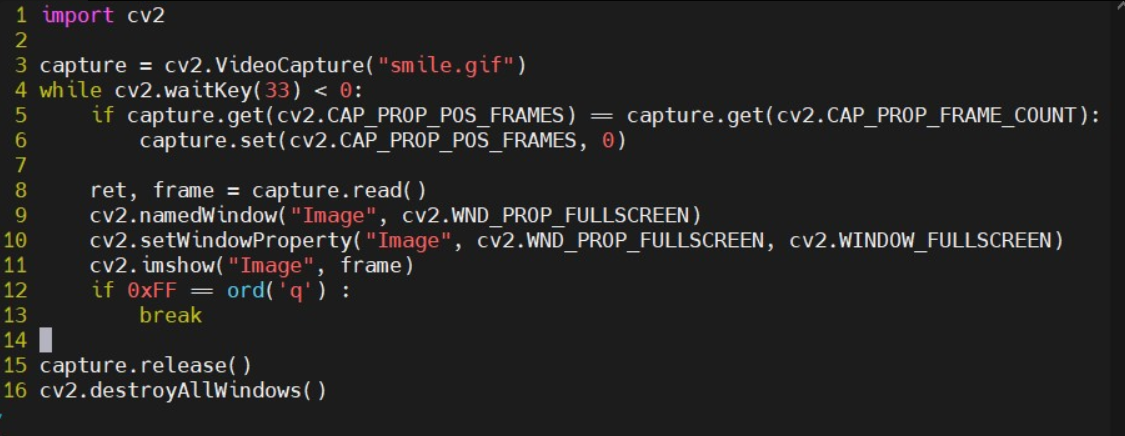 1 import cv2
2
3 capture = cv2.VideoCapture("smile.gif")
4 while cv2.waitKey(33) < 0:
5     if capture.get(cv2.CAP_PROP_POS_FRAMES) == capture.get(cv2.CAP_PROP_FRAME_COUNT):
6         capture.set(cv2.CAP_PROP_POS_FRAMES, 0)
7
8     ret, frame = capture.read()
9     cv2.namedWindow("Image", cv2.WND_PROP_FULLSCREEN)
10     cv2.setWindowProperty("Image", cv2.WND_PROP_FULLSCREEN, cv2.WINDOW_FULLSCREEN)
11     cv2.imshow("Image", frame)
12     if 0xFF == ord('q') :
13         break
14
15 capture.release()
16 cv2.destroyAllWindows()